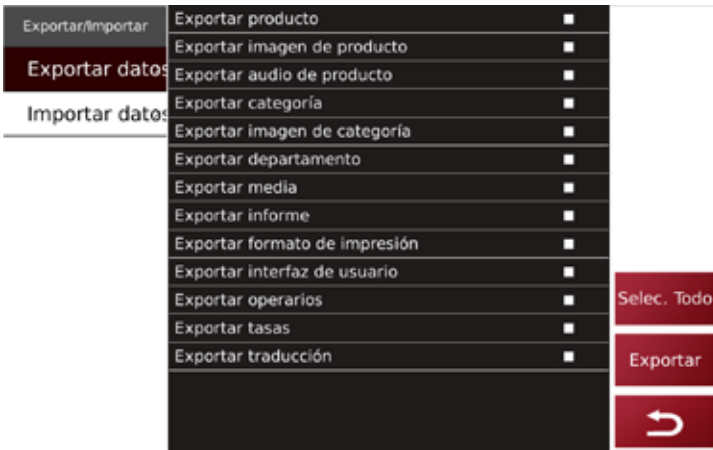 Exportar/Importar
Exportar datos
Importar datos
Exportar producto
Exportar imagen de producto
Exportar audio de producto
Exportar categoría
Exportar imagen de categoría
Exportar departamento
Exportar media
Exportar informe
Exportar formato de impresión
Exportar interfaz de usuario
Exportar operarios
Exportar tasas
Exportar traducción
Selec. Todo
Exportar